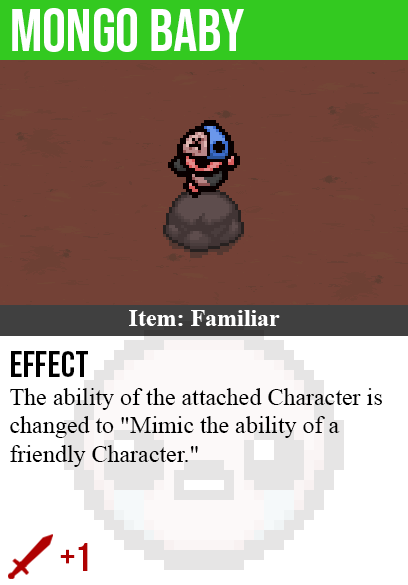 MONGO BABY
Item: Familiar
EFFECT
The ability of the attached Character is
changed to "Mimic the ability of a
friendly Character."
+1